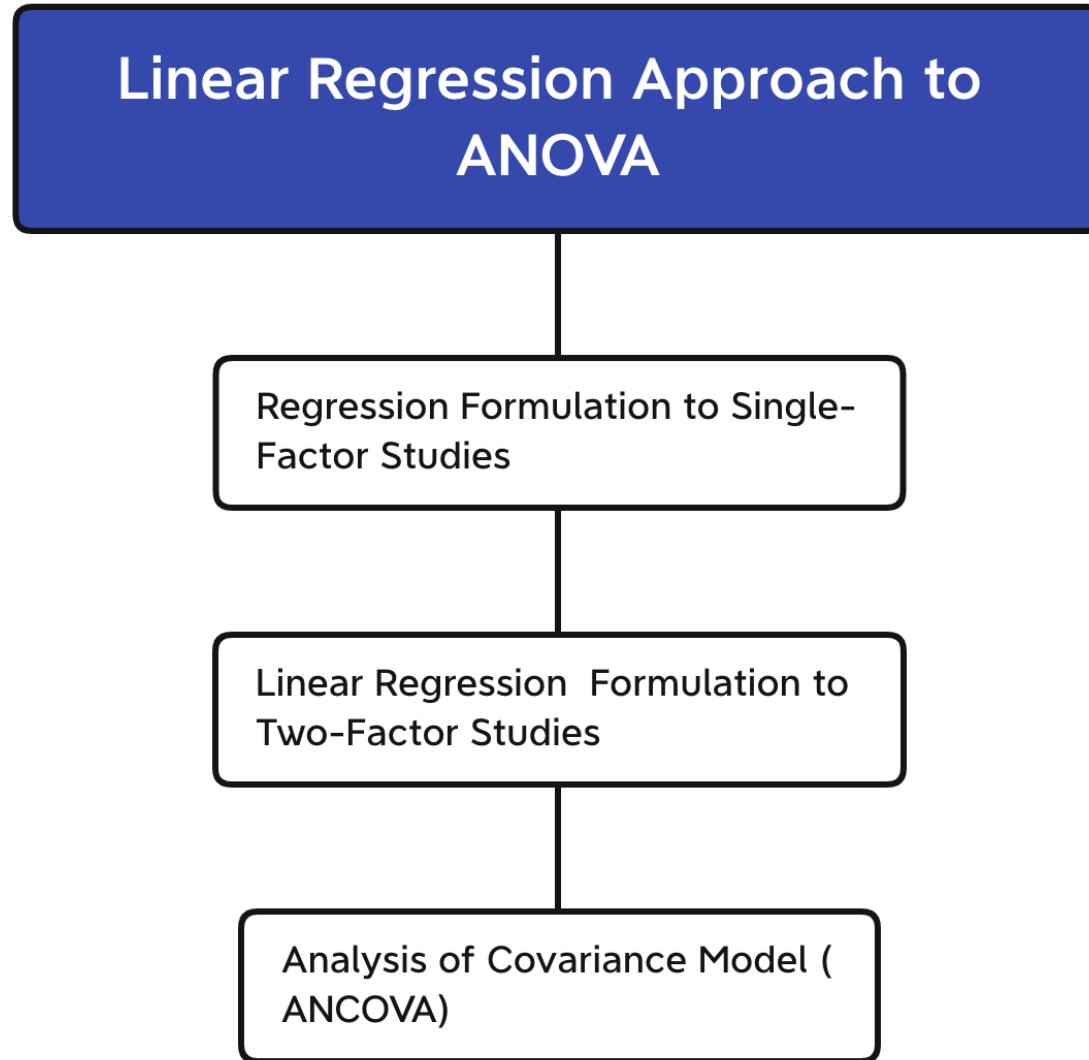 Linear Regression Approach to
ANOVA
Regression Formulation to Single-
Factor Studies
Linear Regression  Formulation to
Two-Factor Studies
Analysis of Covariance Model (
ANCOVA)